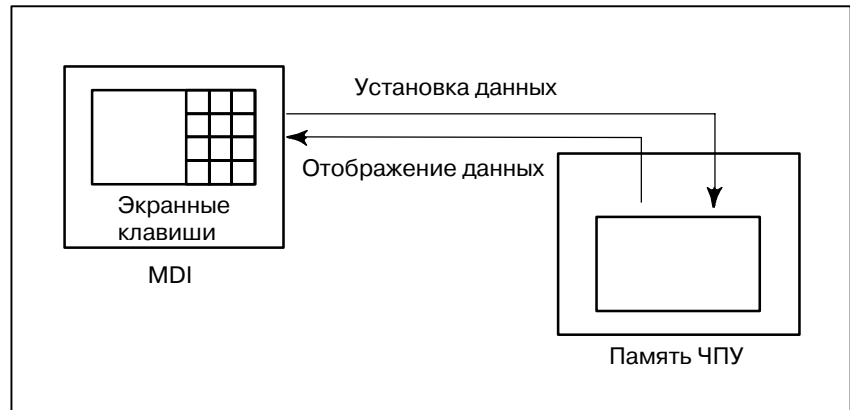 Установка данных
Отображение данных
Экранные
клавиши
MDI
Память ЧПУ